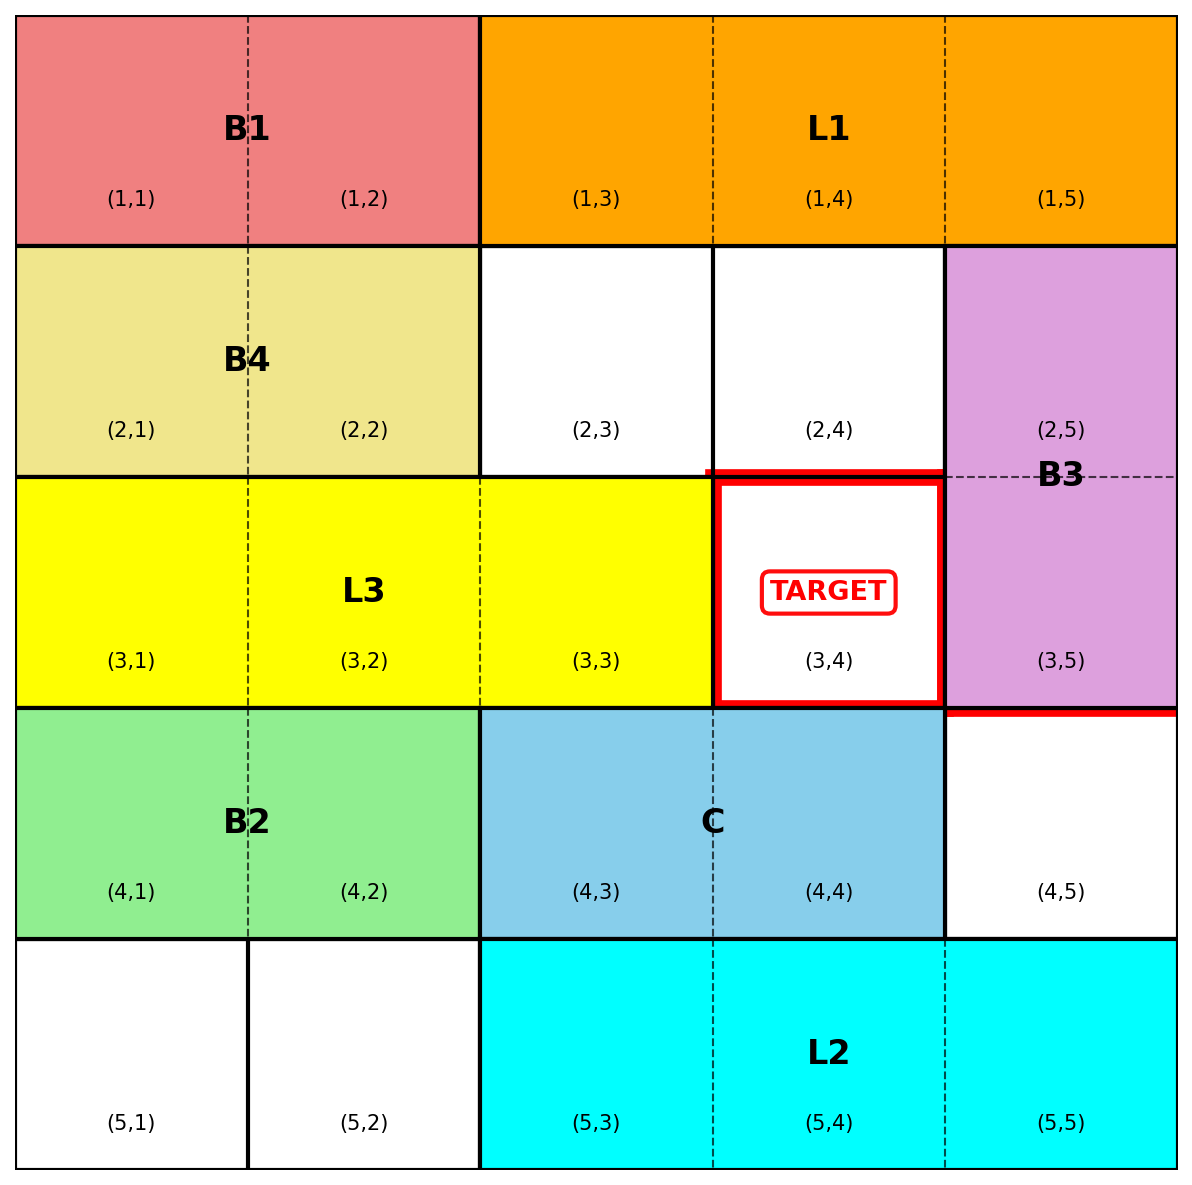 B1
L1
(1,1)
(1,2)
(1,3)
(1,4)
(1,5)
B4
(2,1)
(2,2)
(2,3)
(2,4)
(2,5)
B3
L3
TARGET
(3,1)
(3,2)
(3,3)
(3,4)
(3,5)
B2
C
(4,1)
(4,2)
(4,3)
(4,4)
(4,5)
L2
(5,1)
(5,2)
(5,3)
(5,4)
(5,5)